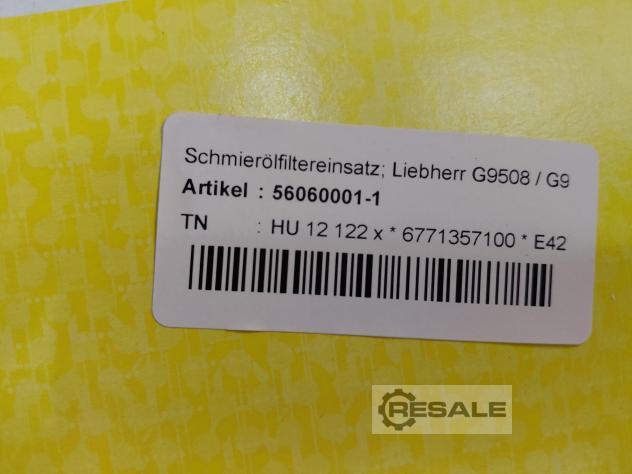 Schmierölfiltereinsatz; Liebherr G9508 / G9
Artikel : 56060001-1
TN : HU 12 122 x * 6771357100 * E42
RESALE